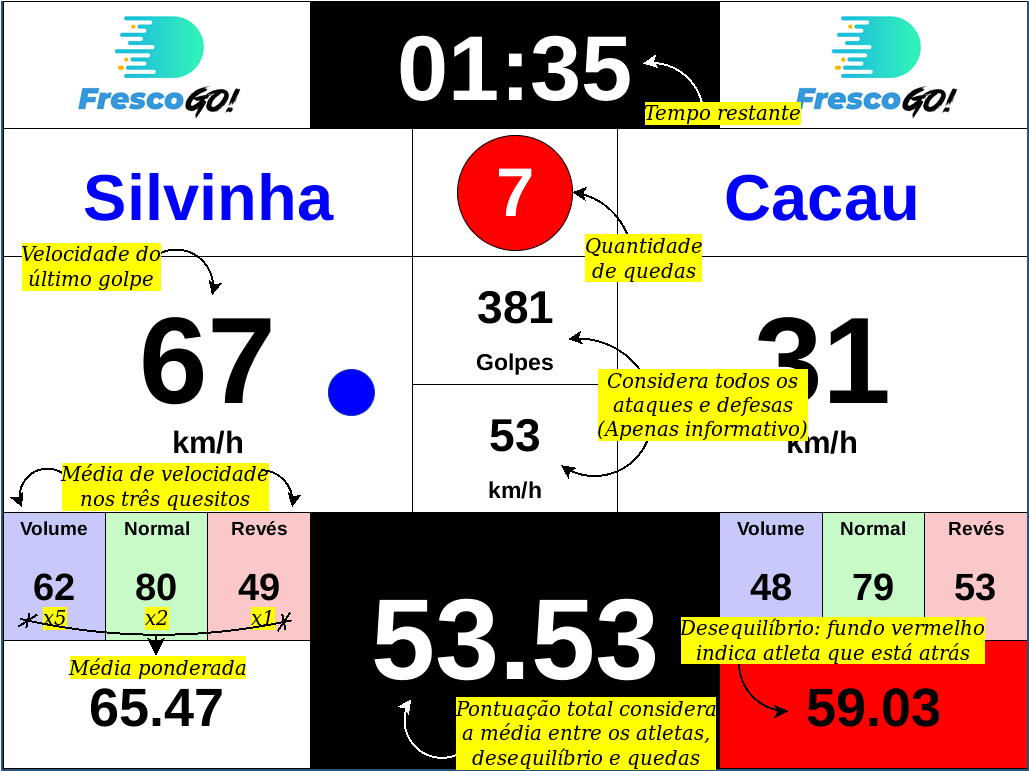 FrescoGO!
01:35
FrescoGO!
Tempo restante
Silvinha
7
Cacau
Quantidade
de quedas
Velocidade do
último golpe
67
km/h
381
Golpes
31
km/h
Considera todos os
ataques e defesas
(Apenas informativo)
53
km/h
Média de velocidade
nos três quesitos
Volume
Normal
Revés
62
80
49
x5
x2
x1
Média ponderada
65.47
53.53
Pontuação total considera
a média entre os atletas,
desequilíbrio e quedas
Volume
Normal
Revés
48
79
53
Desequilíbrio: fundo vermelho
indica atleta que está atrás
59.03